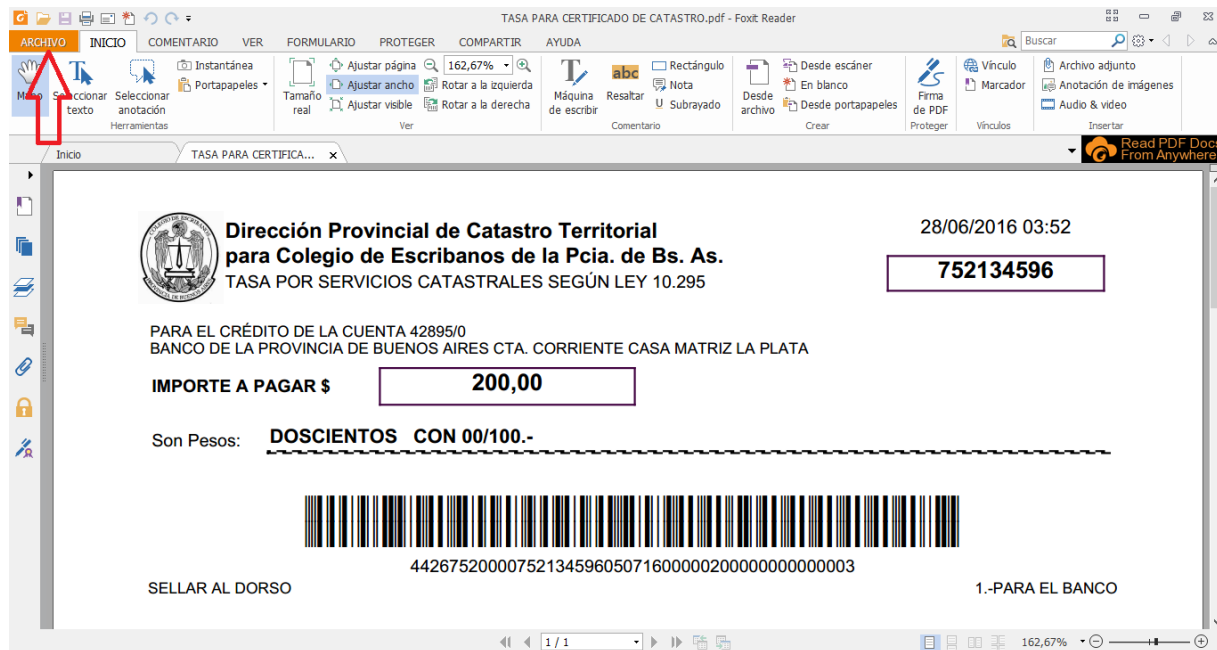 TASA PARA CERTIFICADO DE CATASTRO.pdf - Foxit Reader
ARCHIVO INICIO COMENTARIO VER FORMULARIO PROTEGER COMPARTIR AYUDA Buscar
Mano
Seleccionar texto
Seleccionar anotación
Instantánea
Portapapeles
Herramientas
Tamaño real
Ajustar página
Ajustar ancho
Ajustar visible
162,67%
Rotar a la izquierda
Rotar a la derecha
Ver
Máquina de escribir
abc
Resaltar
Rectángulo
Nota
U Subrayado
Comentario
Desde archivo
Desde escáner
En blanco
Desde portapapeles
Crear
Firma de PDF
Proteger
Vínculo
Marcador
Vínculos
Archivo adjunto
Anotación de imágenes
Audio & video
Insertar
Inicio
TASA PARA CERTIFICA...
Read PDF Docs
From Anywhere
Dirección Provincial de Catastro Territorial
para Colegio de Escribanos de la Pcia. de Bs. As.
TASA POR SERVICIOS CATASTRALES SEGÚN LEY 10.295
28/06/2016 03:52
752134596
PARA EL CRÉDITO DE LA CUENTA 42895/0
BANCO DE LA PROVINCIA DE BUENOS AIRES CTA. CORRIENTE CASA MATRIZ LA PLATA
IMPORTE A PAGAR $ 200,00
Son Pesos: DOSCIENTOS CON 00/100.-
44267520000752134596050716000002000000000000003
SELLAR AL DORSO 1.-PARA EL BANCO
1 / 1
162,67%